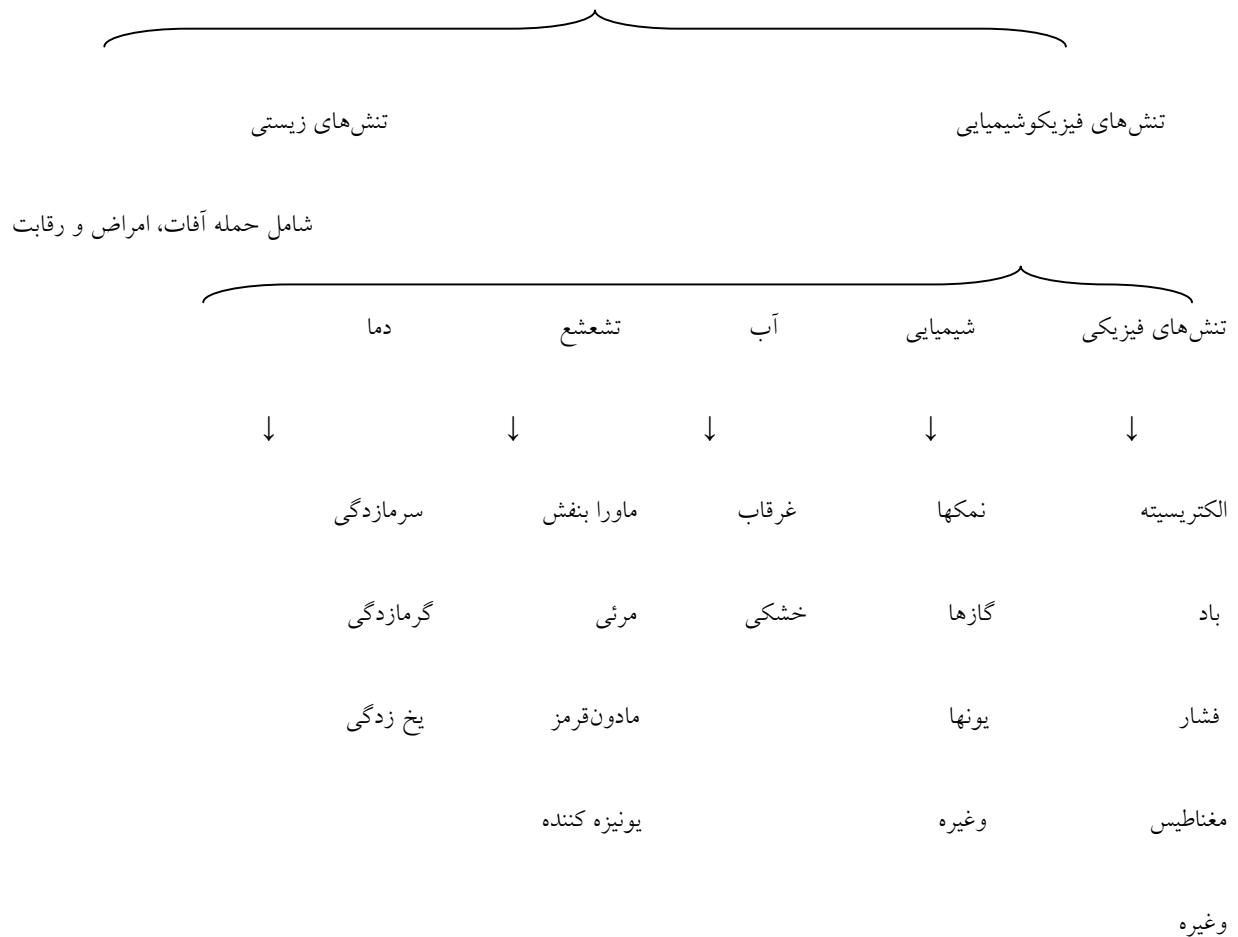 تنش‌های فیزیکوشیمیایی تنش‌های زیستی
شامل حمله آفات، امراض و رقابت
تنش‌های فیزیکی شیمیایی آب تشعشع دما
↓ ↓ ↓ ↓ ↓
الکتریسیته نمکها غرقاب ماورا بنفش سرمازدگی
باد گازها خشکی مرئی گرمازدگی
فشار یونها مادون‌قرمز یخ زدگی
مغناطیس وغیره یونیزه کننده
وغیره